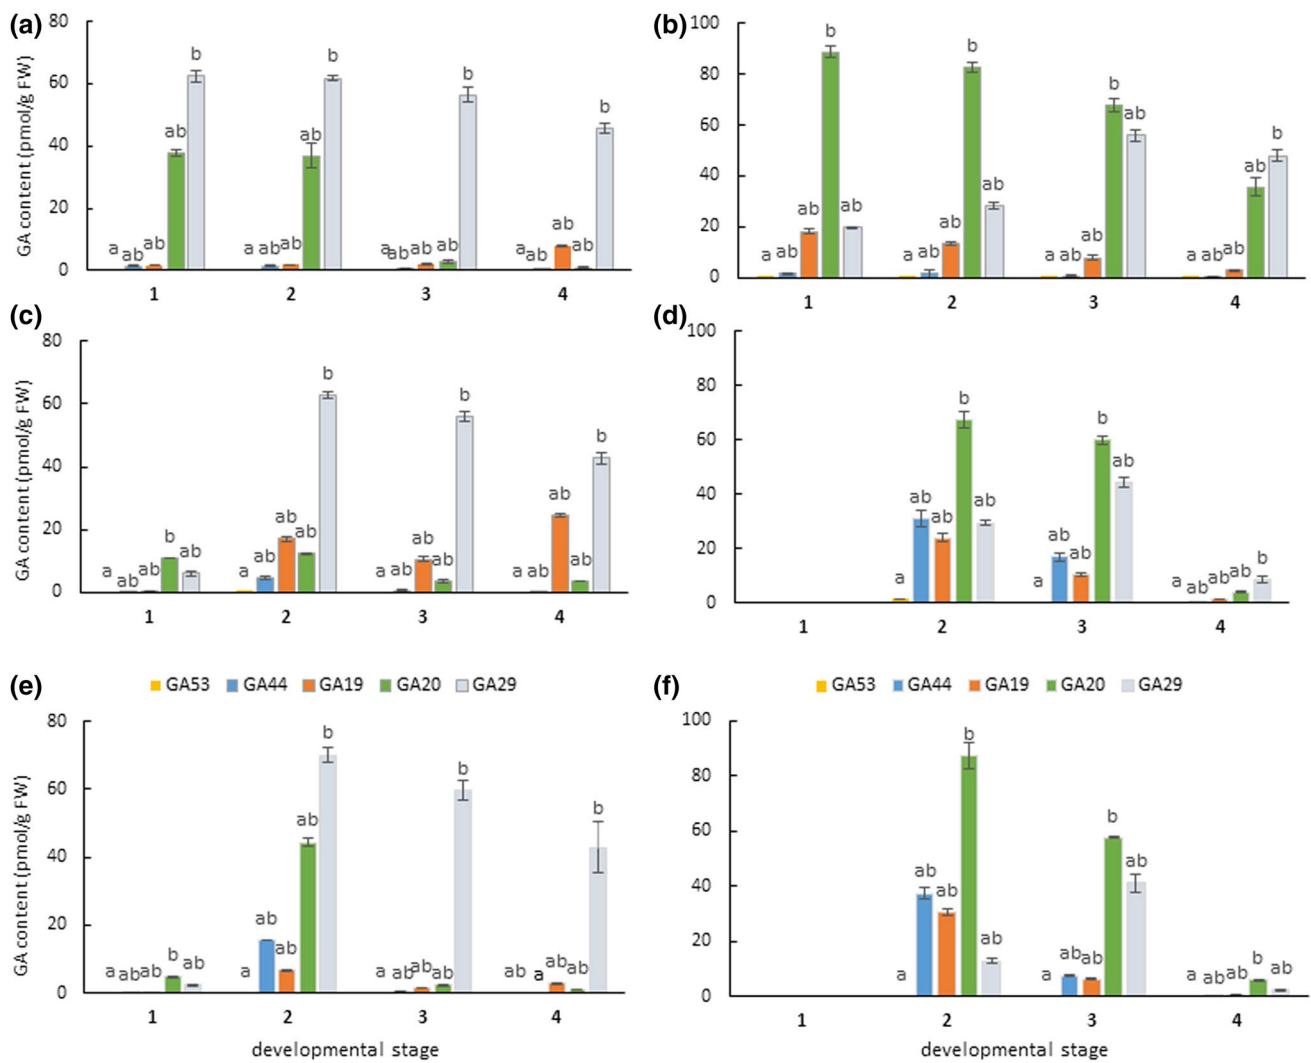 (a)
80
60
40
20
0
GA content (pmol/g FW)
a ab ab ab b
a ab ab ab b
a ab ab ab b
a ab ab ab b
1 2 3 4
(b)
100
80
60
40
20
0
a ab ab b ab
a ab ab b ab
a ab ab b ab
a ab ab ab b
1 2 3 4
(c)
80
60
40
20
0
GA content (pmol/g FW)
a ab ab b ab
a ab ab ab b
a ab ab ab b
a ab ab ab b
1 2 3 4
(d)
100
80
60
40
20
0
a ab ab b ab
a ab ab b ab
a ab ab ab b
1 2 3 4
GA53 GA44 GA19 GA20 GA29
GA53 GA44 GA19 GA20 GA29
(e)
80
60
40
20
0
GA content (pmol/g FW)
a ab ab b ab
a ab ab ab b
a ab ab ab b
ab a ab ab b
1 2 3 4
developmental stage
(f)
100
80
60
40
20
0
a ab ab b ab
a ab ab b ab
a ab ab b ab
1 2 3 4
developmental stage